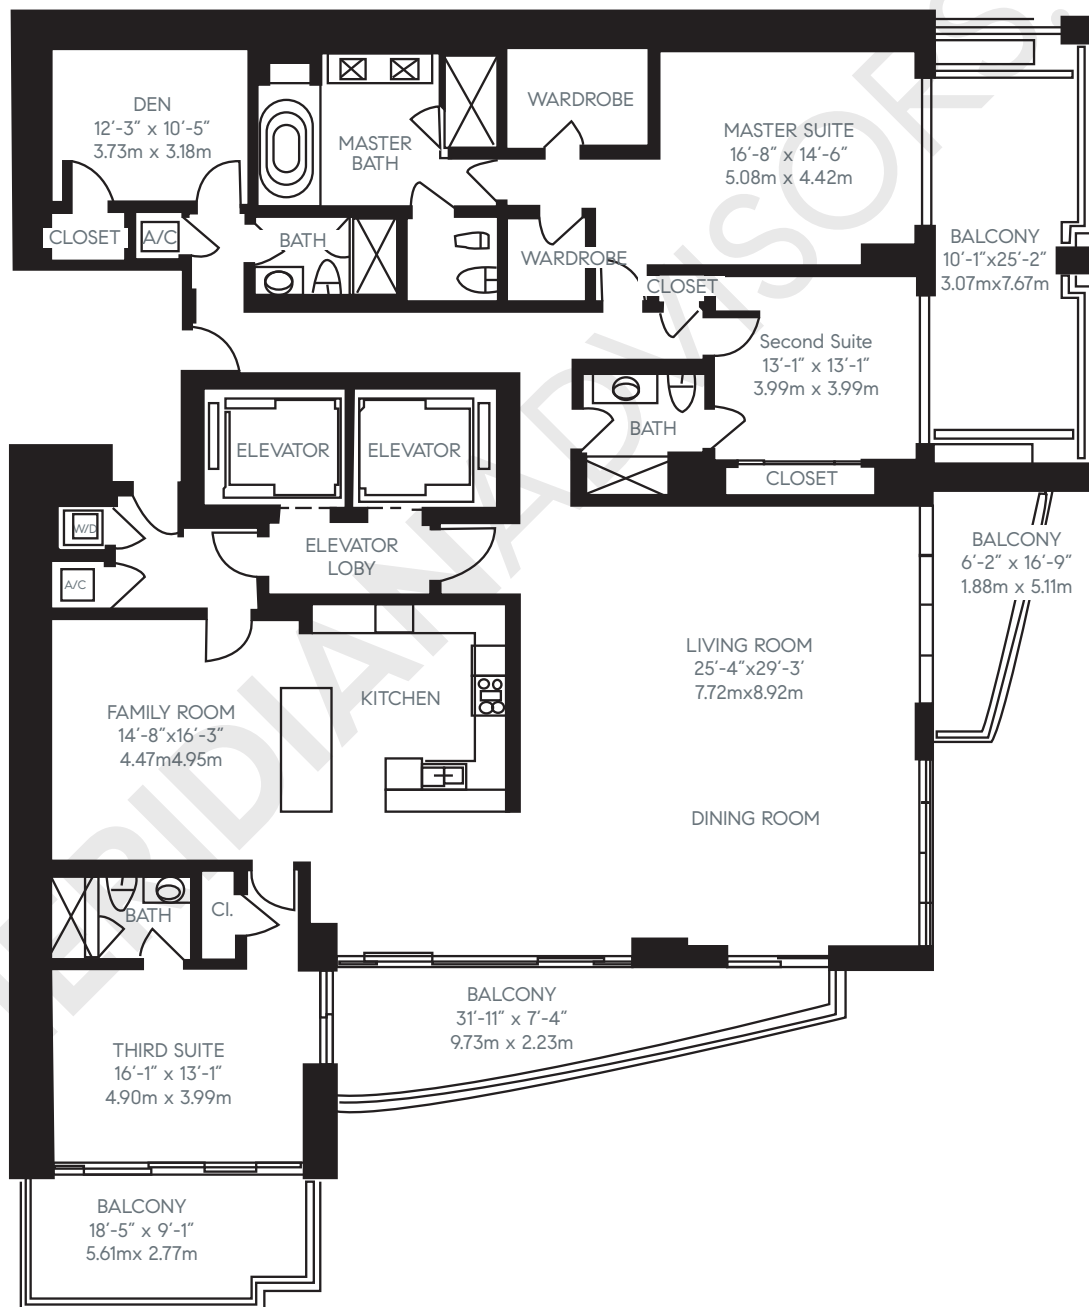 DEN
12'-3" x 10'-5"
3.73m x 3.18m
MASTER
BATH
WARDROBE
MASTER SUITE
16'-8" x 14'-6"
5.08m x 4.42m
CLOSET
A/C
BATH
WARDROBE
CLOSET
BALCONY
10'-1"x25'-2"
3.07mx7.67m
Second Suite
13'-1" x 13'-1"
3.99m x 3.99m
BATH
CLOSET
ELEVATOR
ELEVATOR
W/D
A/C
ELEVATOR
LOBY
BALCONY
6'-2" x 16'-9"
1.88m x 5.11m
LIVING ROOM
25'-4"x29'-3'
7.72mx8.92m
KITCHEN
FAMILY ROOM
14'-8"x16'-3"
4.47m4.95m
DINING ROOM
BATH
Cl.
BALCONY
31'-11" x 7'-4"
9.73m x 2.23m
THIRD SUITE
16'-1" x 13'-1"
4.90m x 3.99m
BALCONY
18'-5" x 9'-1"
5.61mx 2.77m
MERIDIANADVISORS.